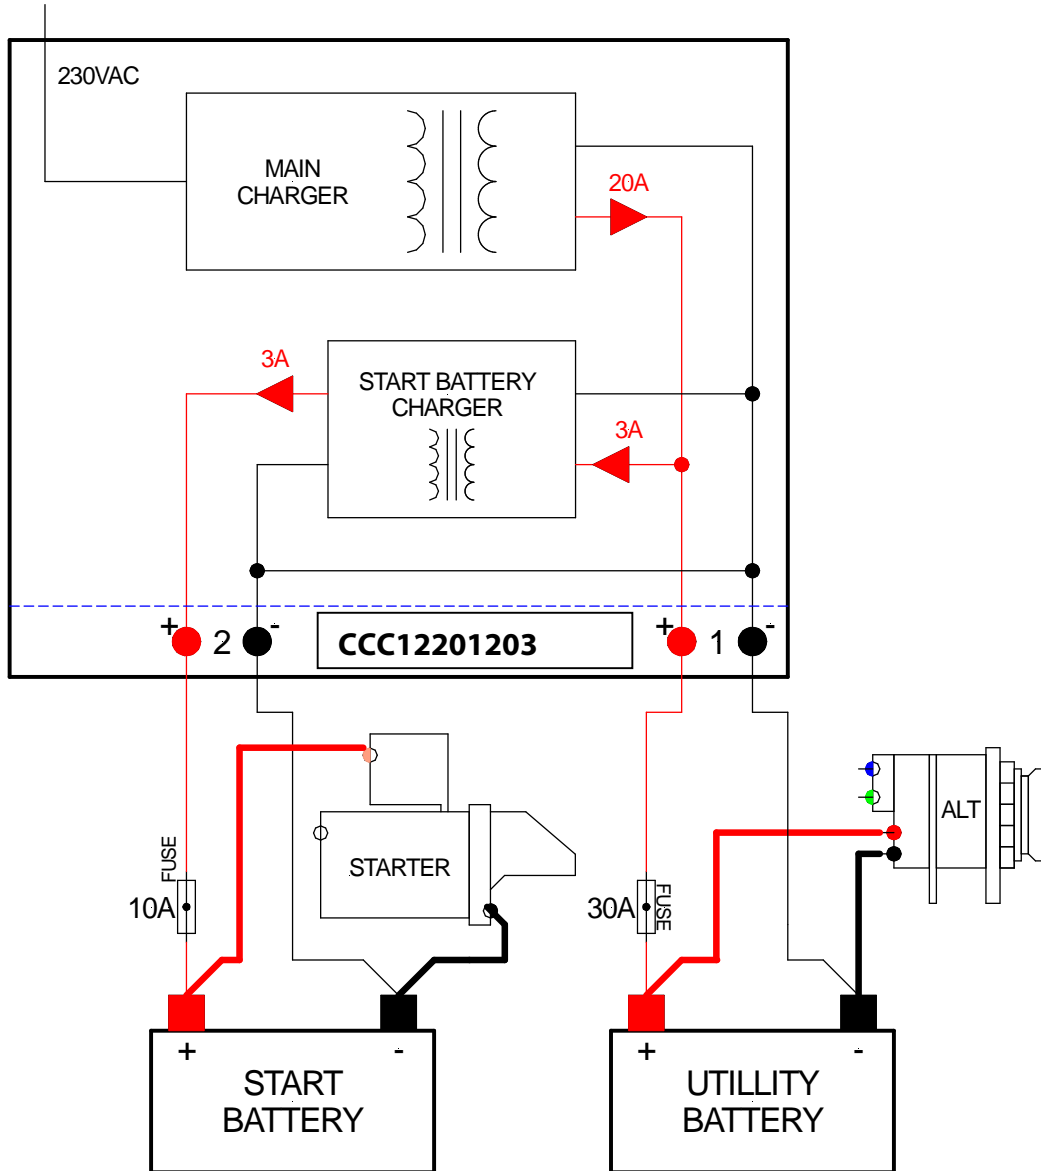 230VAC
MAIN
CHARGER
20A
3A
START BATTERY
CHARGER
3A
+ 2 -
CCC12201203
+ 1 -
ALT
STARTER
FUSE
10A
30A
FUSE
+ -
START
BATTERY
+ -
UTILLITY
BATTERY